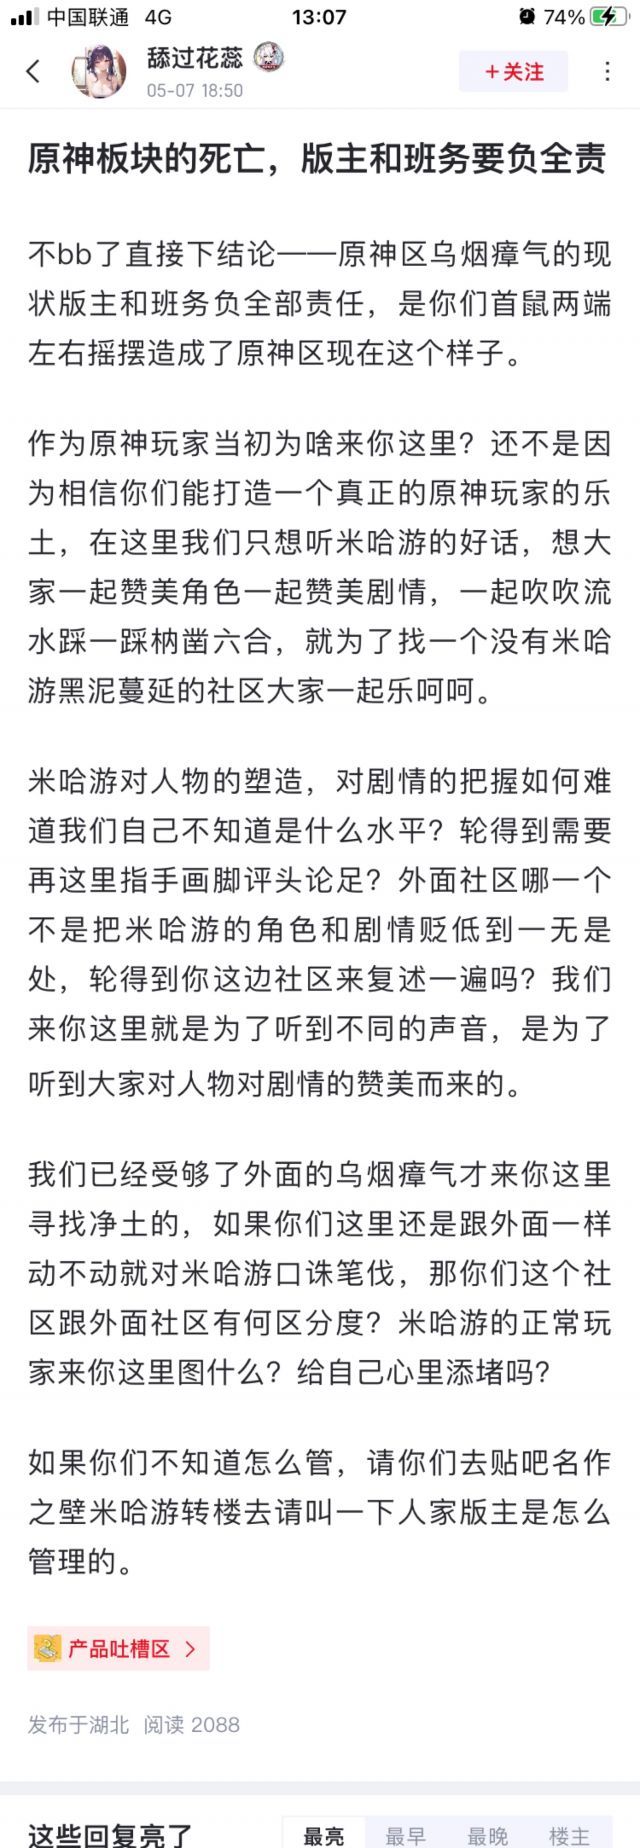 中国联通 4G 13:07 74%
舔过花蕊
05-07 18:50
+关注
原神板块的死亡，版主和班务要负全责
不bb了直接下结论——原神区乌烟瘴气的现
状版主和班务负全部责任，是你们首鼠两端
左右摇摆造成了原神区现在这个样子。
作为原神玩家当初为啥来你这里？还不是因
为相信你们能打造一个真正的原神玩家的乐
土，在这里我们只想听米哈游的好话，想大
家一起赞美角色一起赞美剧情，一起吹吹流
水踩一踩枘凿六合，就为了找一个没有米哈
游黑泥蔓延的社区大家一起乐呵呵。
米哈游对人物的塑造，对剧情的把握如何难
道我们自己不知道是什么水平？轮得到需要
再这里指手画脚评头论足？外面社区哪一个
不是把米哈游的角色和剧情贬低到一无是
处，轮得到你这边社区来复述一遍吗？我们
来你这里就是为了听到不同的声音，是为了
听到大家对人物对剧情的赞美而来的。
我们已经受够了外面的乌烟瘴气才来你这里
寻找净土的，如果你们这里还是跟外面一样
动不动就对米哈游口诛笔伐，那你们这个社
区跟外面社区有何区分度？米哈游的正常玩
家来你这里图什么？给自己心里添堵吗？
如果你们不知道怎么管，请你们去贴吧名作
之壁米哈游转楼去请叫一下人家版主是怎么
管理的。
产品吐槽区
发布于湖北 阅读 2088
这些回复亮了 最亮 最早 最晚 楼主